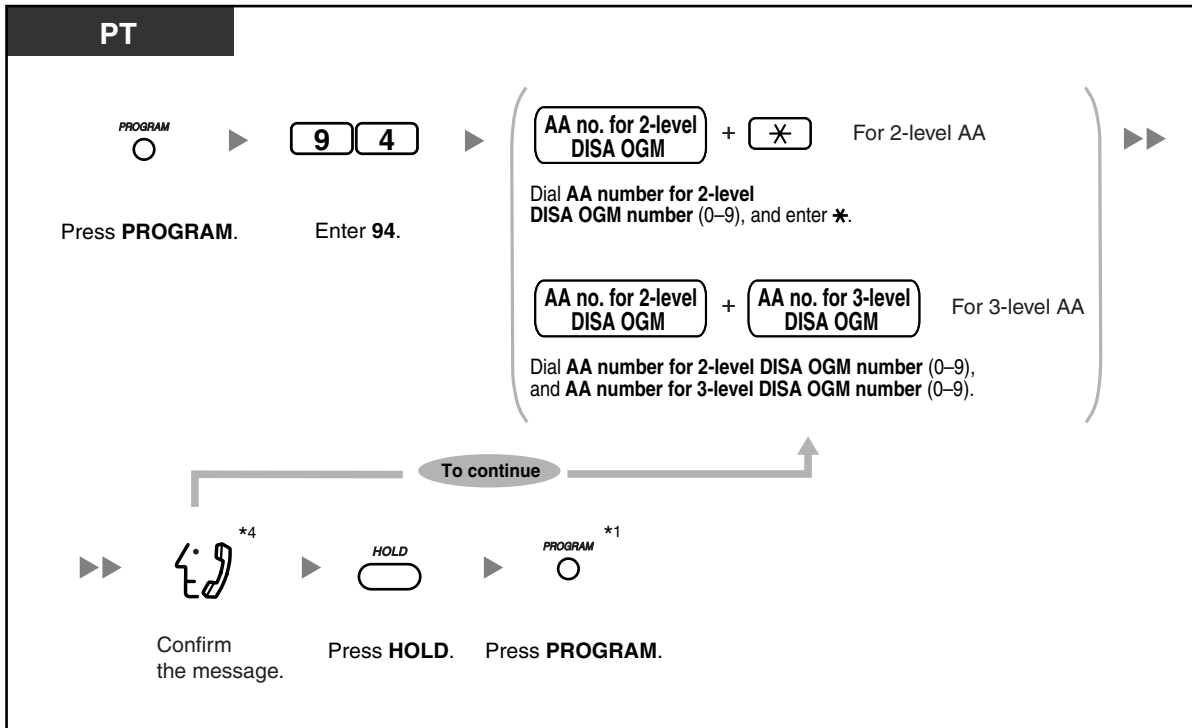 PT
PROGRAM
Press PROGRAM.
9 4
Enter 94.
AA no. for 2-level
DISA OGM
+
*
For 2-level AA
Dial AA number for 2-level
DISA OGM number (0–9), and enter *.
AA no. for 2-level
DISA OGM
+
AA no. for 3-level
DISA OGM
For 3-level AA
Dial AA number for 2-level DISA OGM number (0–9),
and AA number for 3-level DISA OGM number (0–9).
To continue
*4
Confirm
the message.
HOLD
Press HOLD.
PROGRAM
*1
Press PROGRAM.